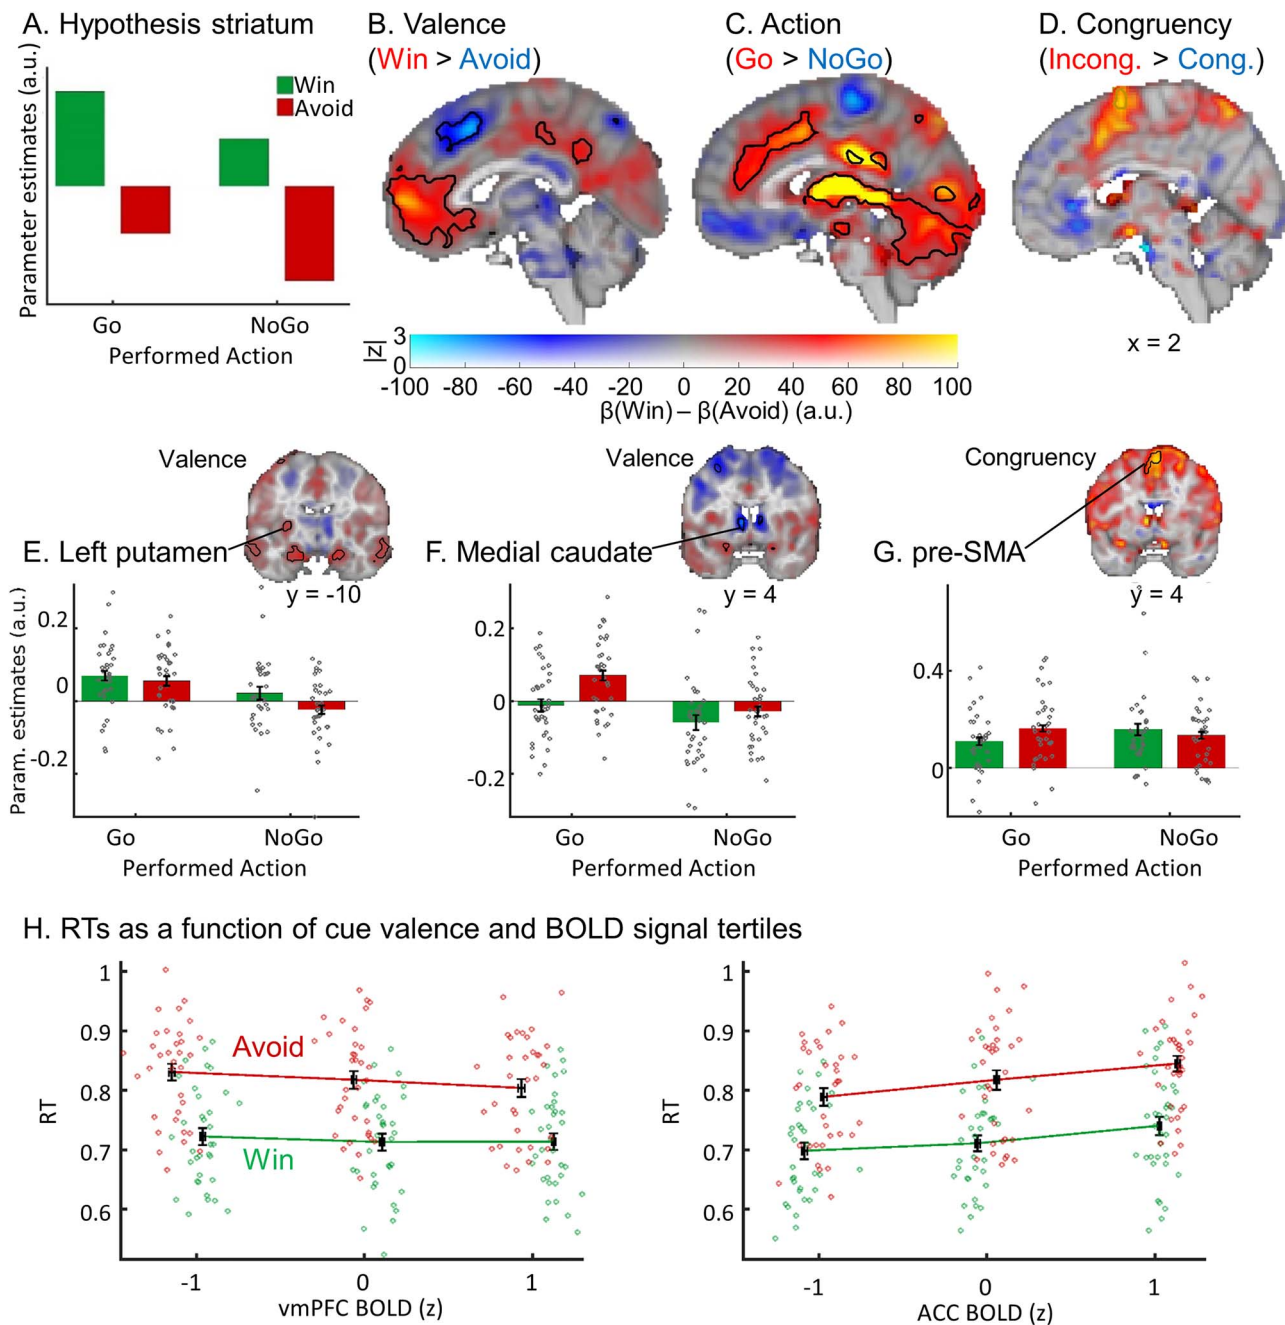 A. Hypothesis striatum
Parameter estimates (a.u.)
Win
Avoid
Go NoGo
Performed Action
B. Valence
(Win > Avoid)
C. Action
(Go > NoGo)
D. Congruency
(Incong. > Cong.)
x = 2
|z|
3
0
-100 -80 -60 -40 -20 0 20 40 60 80 100
β(Win) – β(Avoid) (a.u.)
Valence
E. Left putamen
y = -10
Param. estimates (a.u.)
0.2
0
-0.2
Go NoGo
Performed Action
Valence
F. Medial caudate
y = 4
0.2
0
-0.2
Go NoGo
Performed Action
Congruency
G. pre-SMA
y = 4
0.4
0
Go NoGo
Performed Action
H. RTs as a function of cue valence and BOLD signal tertiles
RT
1
0.9
0.8
0.7
0.6
Avoid
Win
-1 0 1
vmPFC BOLD (z)
RT
1
0.9
0.8
0.7
0.6
-1 0 1
ACC BOLD (z)